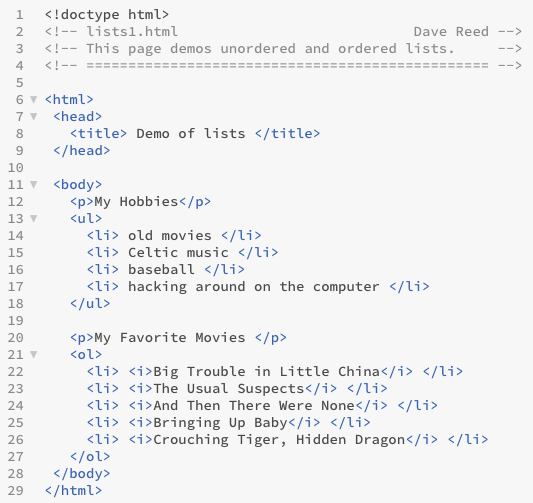 1 <!doctype html>
2 <!-- lists1.html                            Dave Reed -->
3 <!-- This page demos unordered and ordered lists.     -->
4 <!-- ================================================ -->
5
6 <html>
7  <head>
8    <title> Demo of lists </title>
9  </head>
10
11  <body>
12    <p>My Hobbies</p>
13    <ul>
14      <li> old movies </li>
15      <li> Celtic music </li>
16      <li> baseball </li>
17      <li> hacking around on the computer </li>
18    </ul>
19
20    <p>My Favorite Movies </p>
21    <ol>
22      <li> <i>Big Trouble in Little China</i> </li>
23      <li> <i>The Usual Suspects</i> </li>
24      <li> <i>And Then There Were None</i> </li>
25      <li> <i>Bringing Up Baby</i> </li>
26      <li> <i>Crouching Tiger, Hidden Dragon</i> </li>
27    </ol>
28  </body>
29 </html>